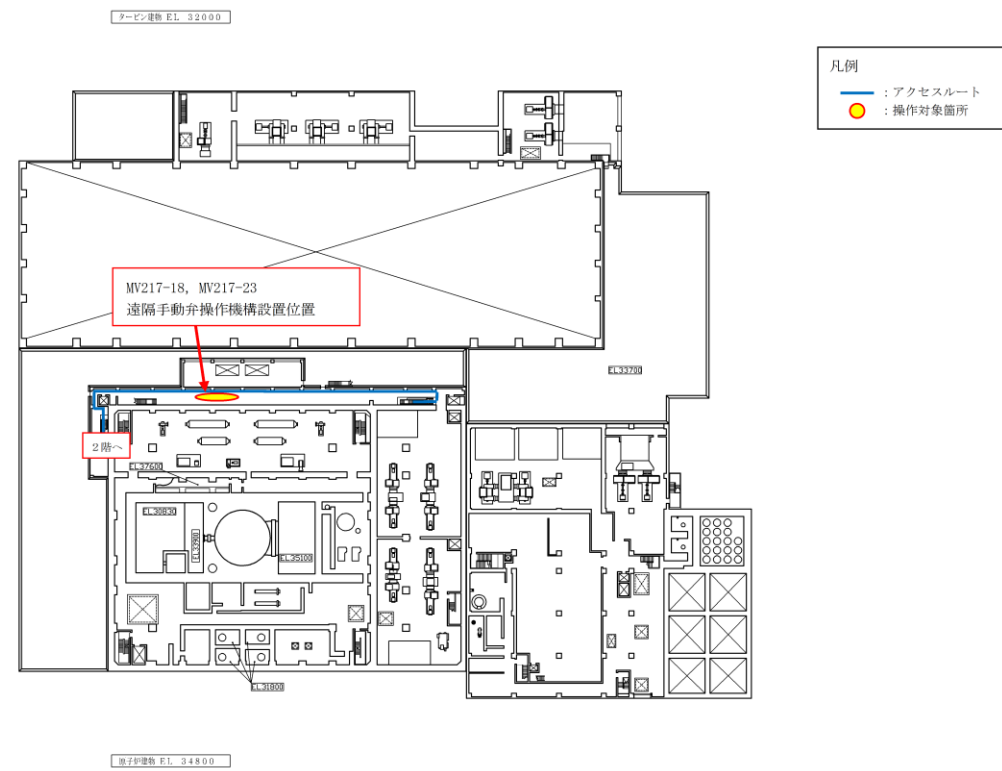 タービン建物 EL 32000
凡例
：アクセスルート
：操作対象箇所
MV217-18, MV217-23
遠隔手動弁操作機構設置位置
EL33700
2階へ
EL37600
EL30830
EL33900
EL35100
EL31800
原子炉建物 EL 34800